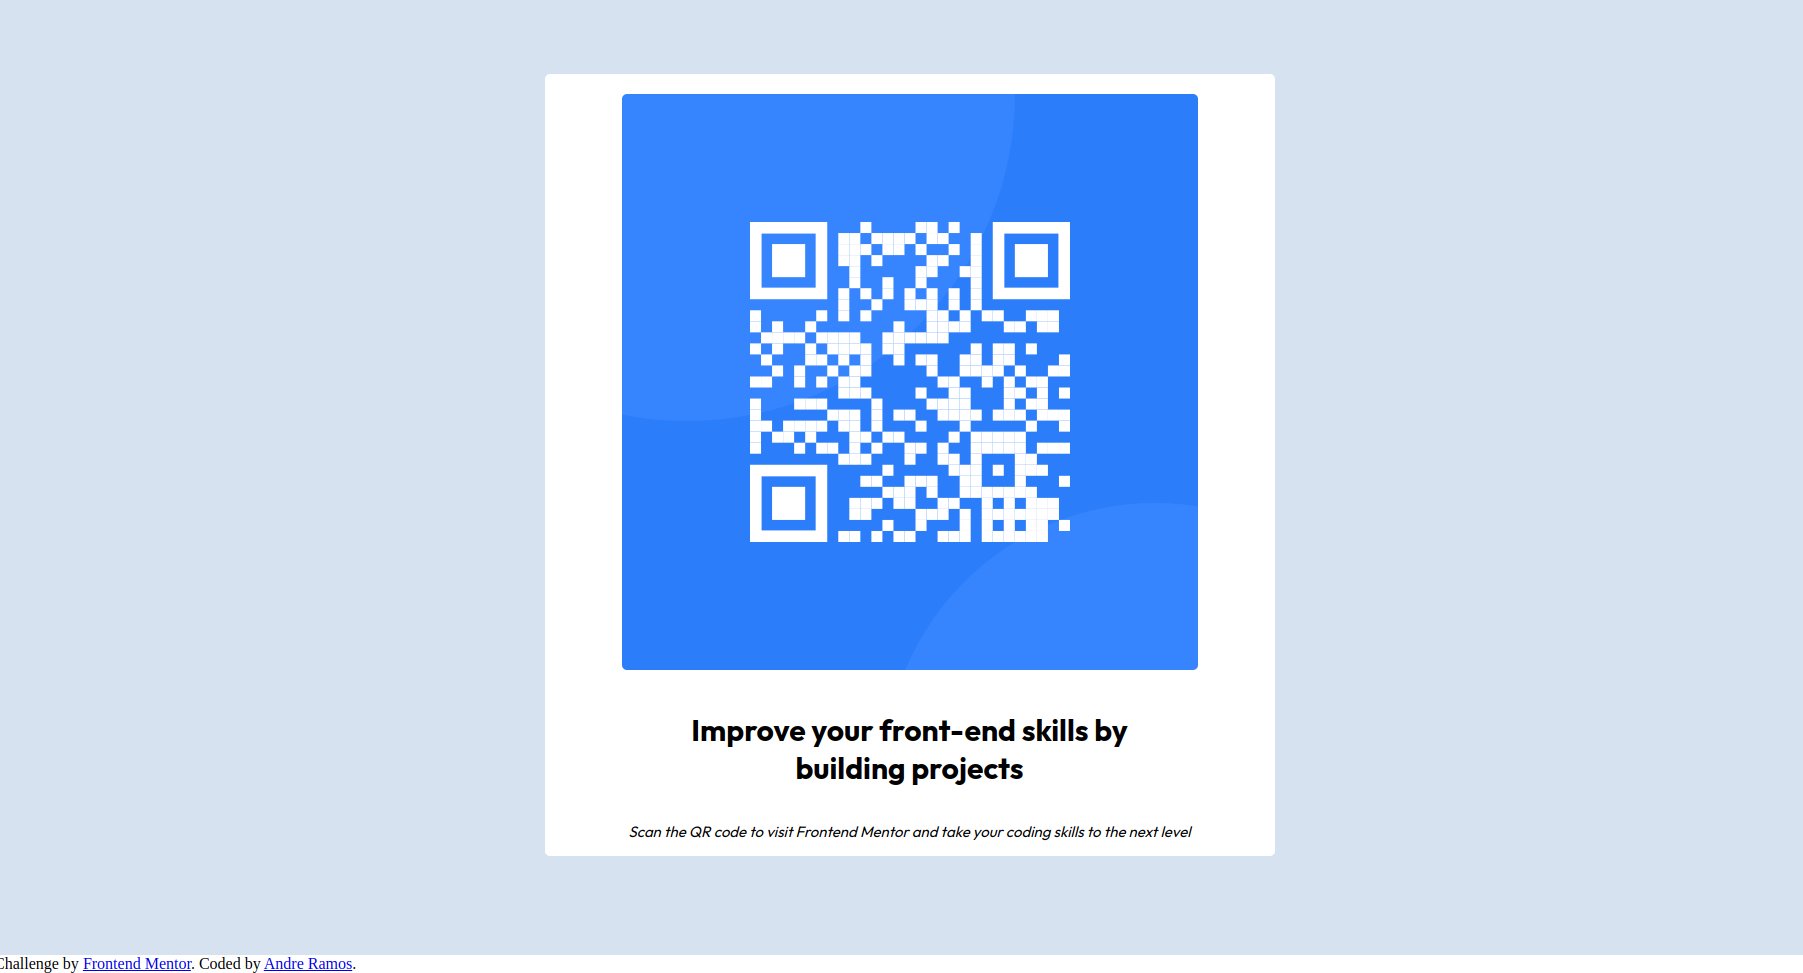 Improve your front-end skills by
building projects
Scan the QR code to visit Frontend Mentor and take your coding skills to the next level
Challenge by Frontend Mentor. Coded by Andre Ramos.